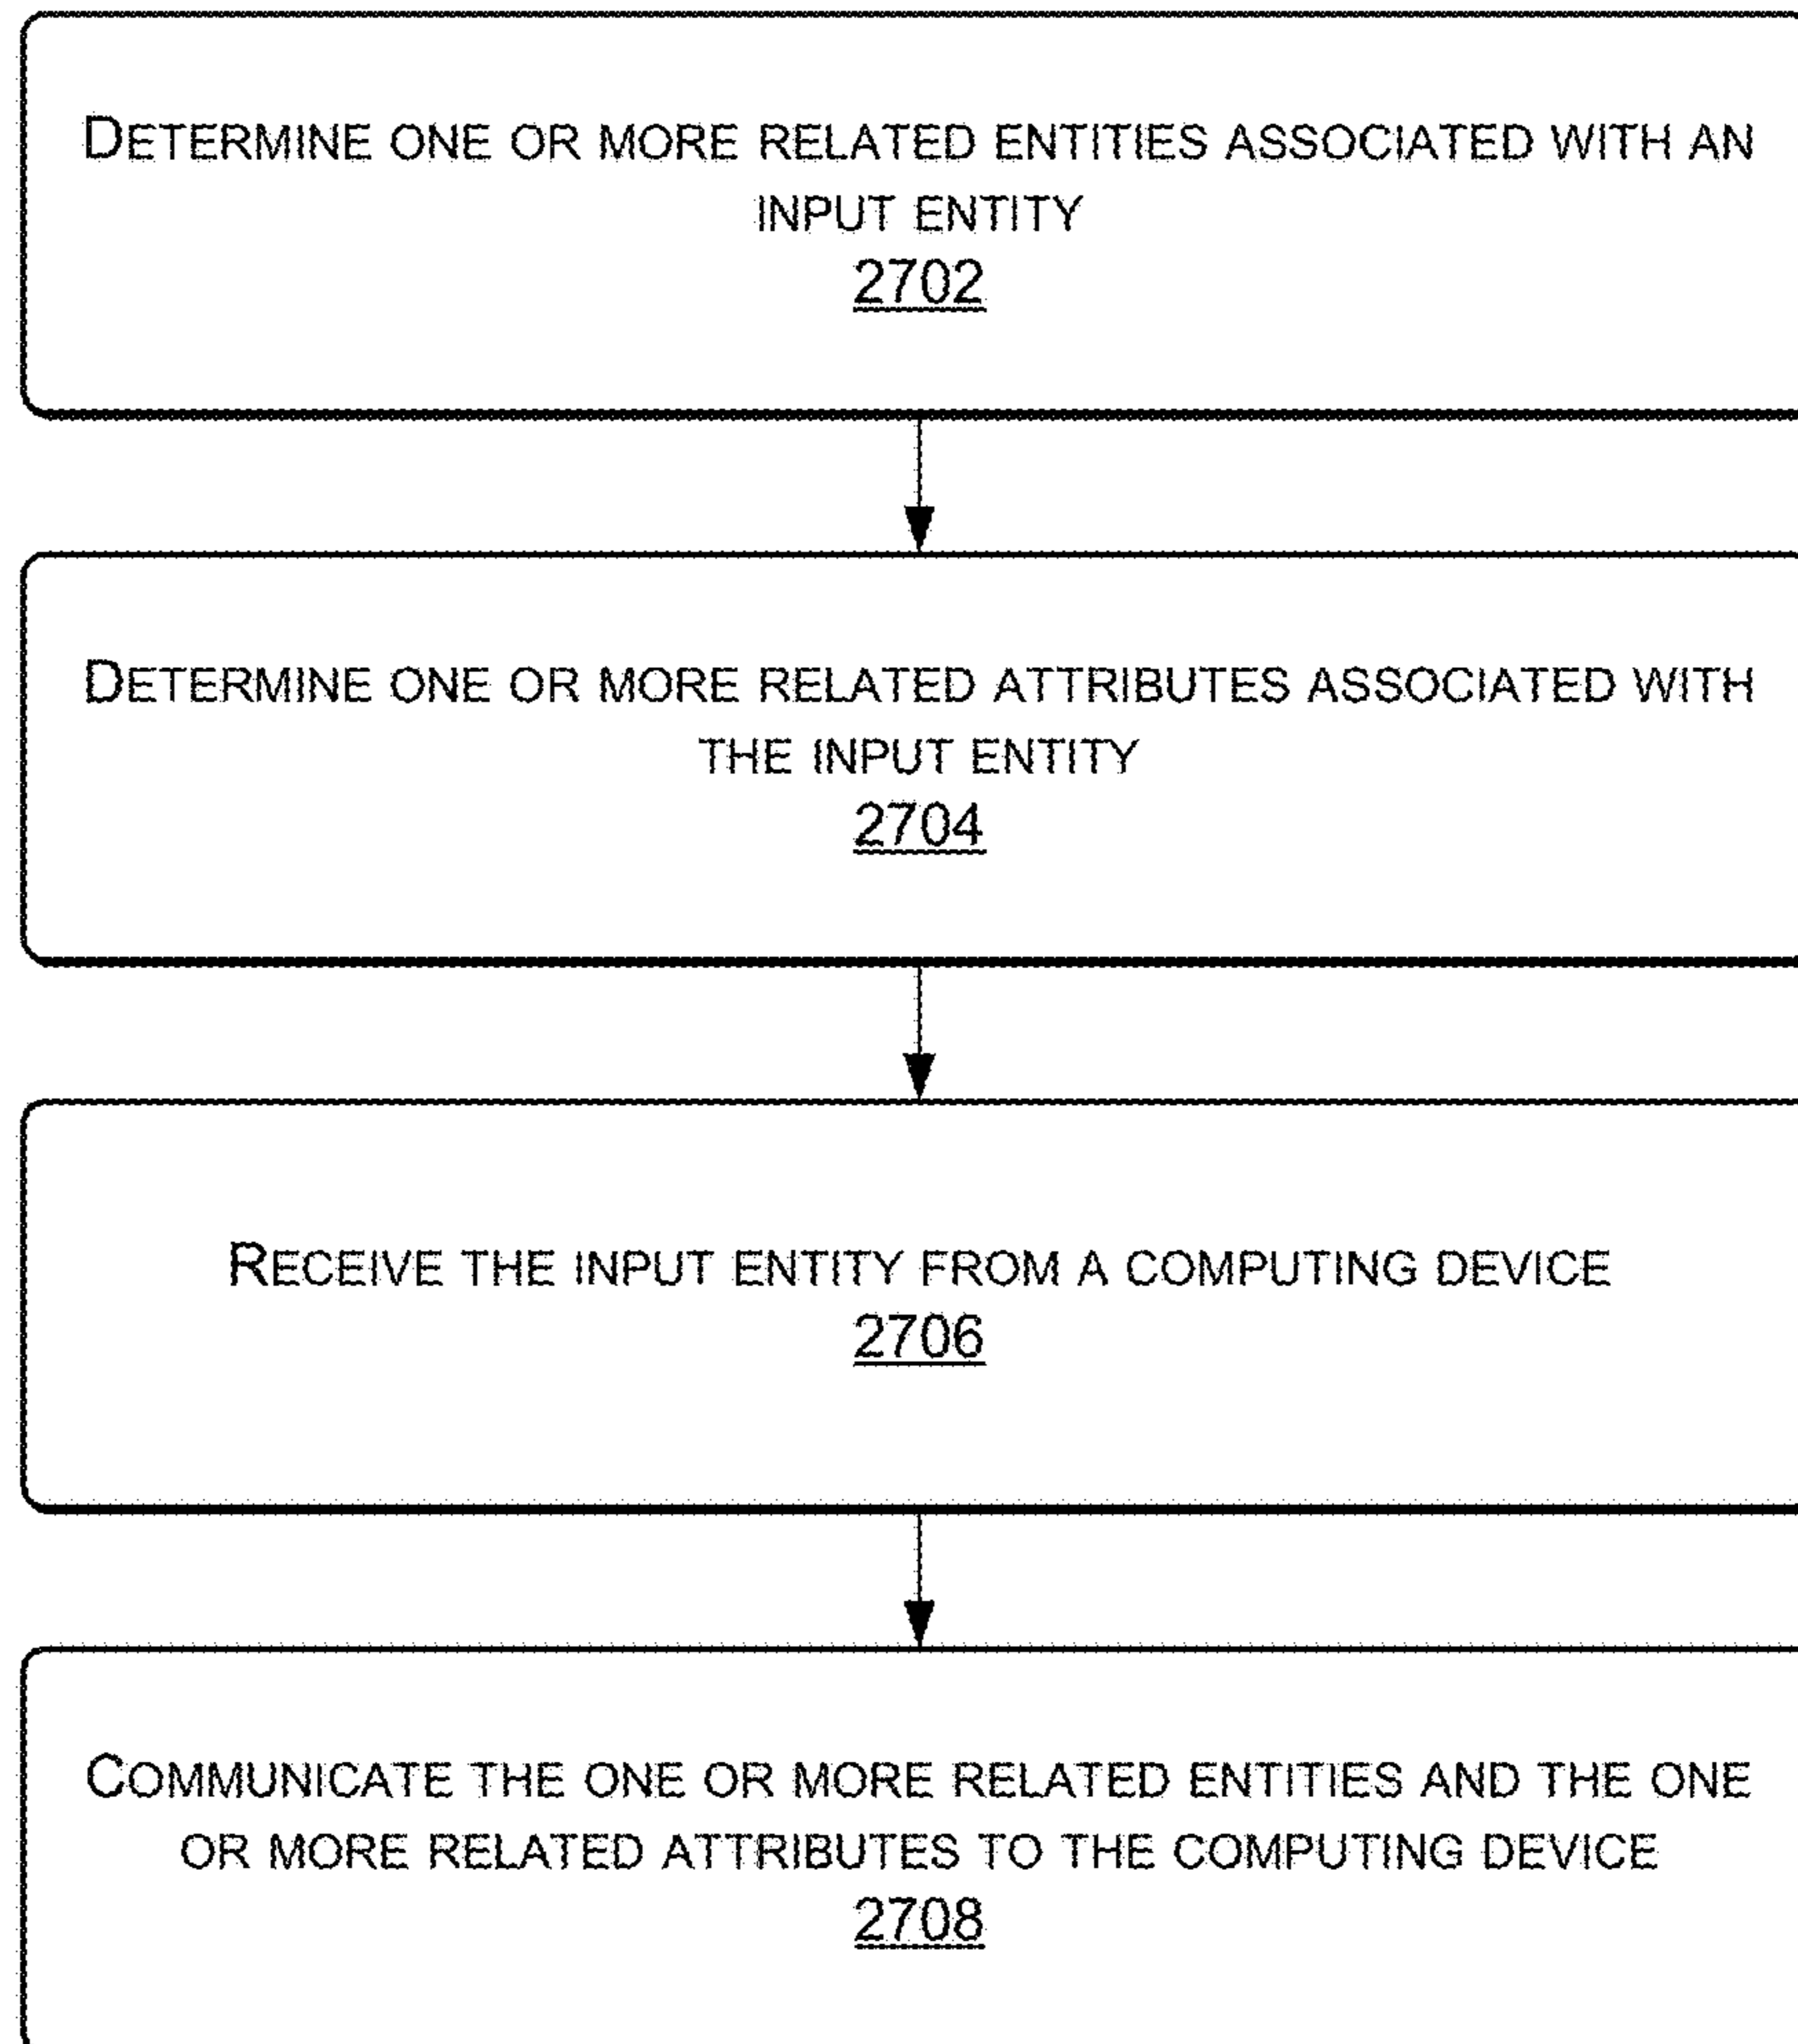 DETERMINE ONE OR MORE RELATED ENTITIES ASSOCIATED WITH AN
INPUT ENTITY
2702
DETERMINE ONE OR MORE RELATED ATTRIBUTES ASSOCIATED WITH
THE INPUT ENTITY
2704
RECEIVE THE INPUT ENTITY FROM A COMPUTING DEVICE
2706
COMMUNICATE THE ONE OR MORE RELATED ENTITIES AND THE ONE
OR MORE RELATED ATTRIBUTES TO THE COMPUTING DEVICE
2708